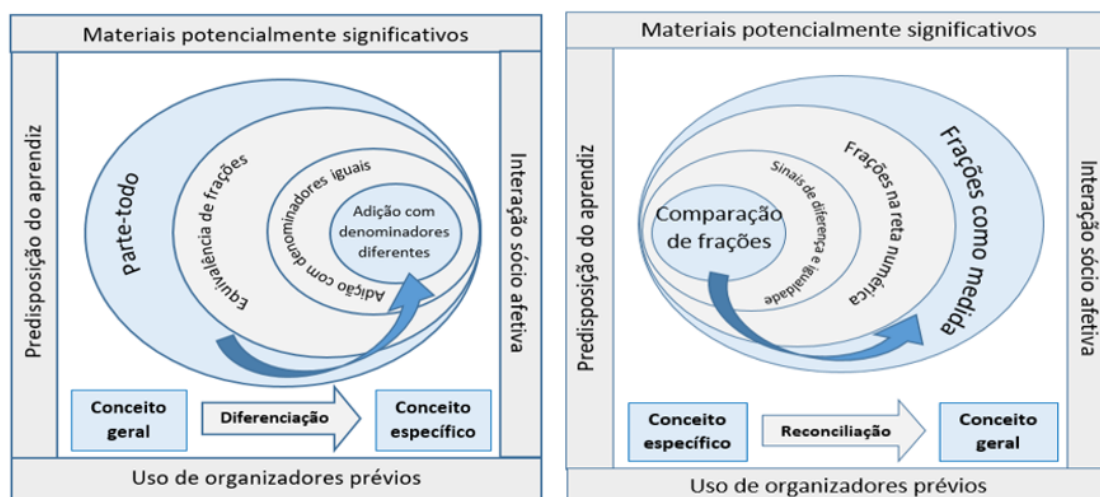 Materiais potencialmente significativos
Predisposição do aprendiz
Parte-todo
Equivalência de frações
Adição com denominadores iguais
Adição com
denominadores
diferentes
Interação sócio afetiva
Conceito
geral
Diferenciação
Conceito
específico
Uso de organizadores prévios
Materiais potencialmente significativos
Predisposição do aprendiz
Comparação
de frações
Sinais de diferença e igualdade
Frações na reta numérica
Frações como medida
Interação sócio afetiva
Conceito
específico
Reconciliação
Conceito
geral
Uso de organizadores prévios